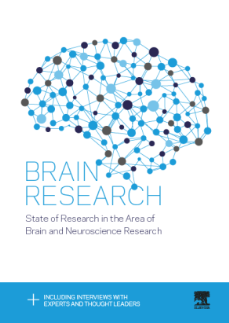 BRAIN
RESEARCH
State of Research in the Area of
Brain and Neuroscience Research
INCLUDING INTERVIEWS WITH
EXPERTS AND THOUGHT LEADERS
ELSEVIER